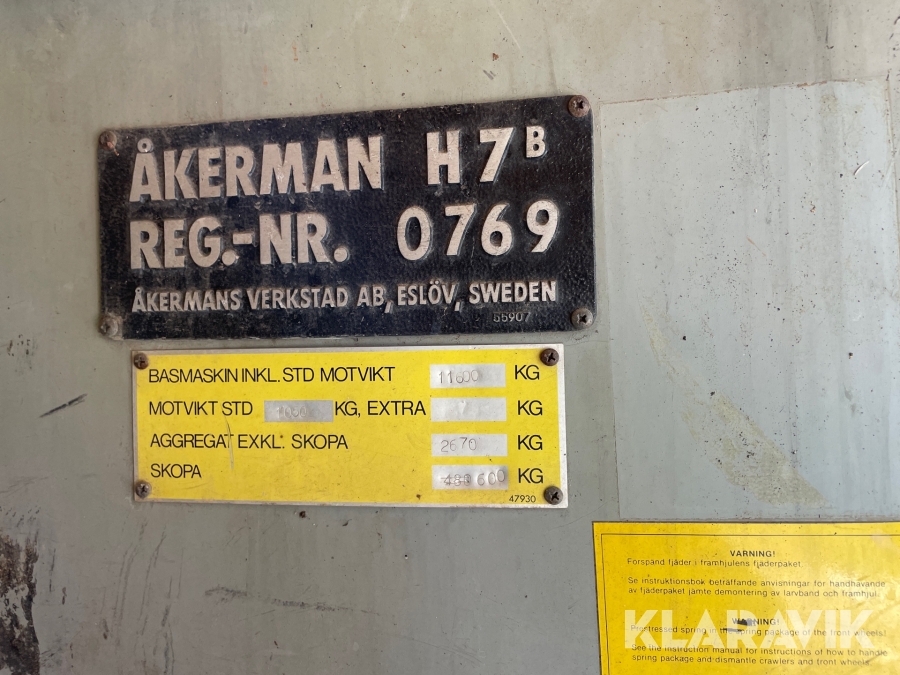 ÅKERMAN H7B
REG.-NR. 0769
ÅKERMANS VERKSTAD AB, ESLÖV, SWEDEN
55907
BASMASKIN INKL. STD MOTVIKT 11600 KG
MOTVIKT STD KG, EXTRA KG
AGGREGAT EXKL. SKOPA 2670 KG
SKOPA 480 600 KG
47930
VARNING!
Förspänd fjäder i framhjulens fjäderpaket.
Se instruktionsbok beträffande anvisningar för handhavande
av fjäderpaket jämte demontering av larvband och framhjul.
WARNING!
Prestressed spring in the spring package of the front wheels!
See the instruction manual for instructions of how to handle
spring package and dismantle crawlers and front wheels.
KLARAVIK